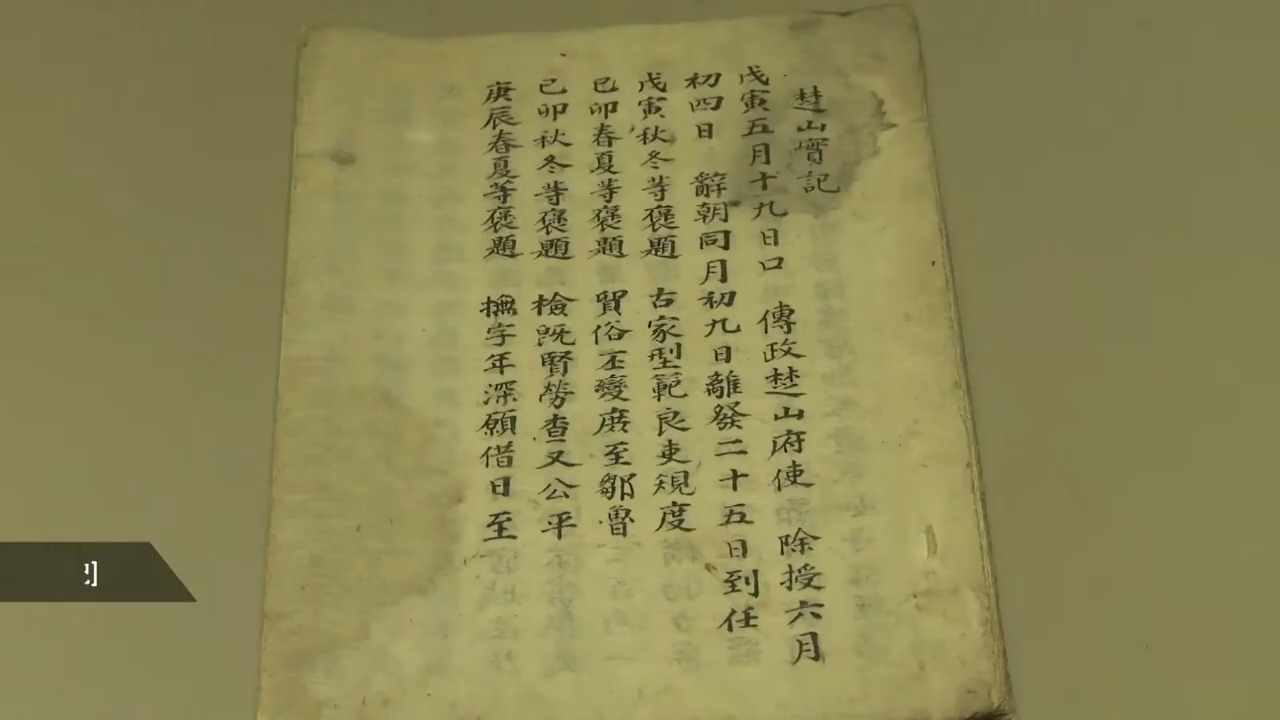 楚山實記
戊寅五月十九日口 傳政楚山府使 除授六月
初四日 辭朝同月初九日離發二十五日到任
戊寅秋冬等褒題 古家型範良吏規度
己卯春夏等褒題 貿俗丕變庶至鄒魯
己卯秋冬等褒題 檢旣賢勞查又公平
庚辰春夏等褒題 撫字年深願借日至